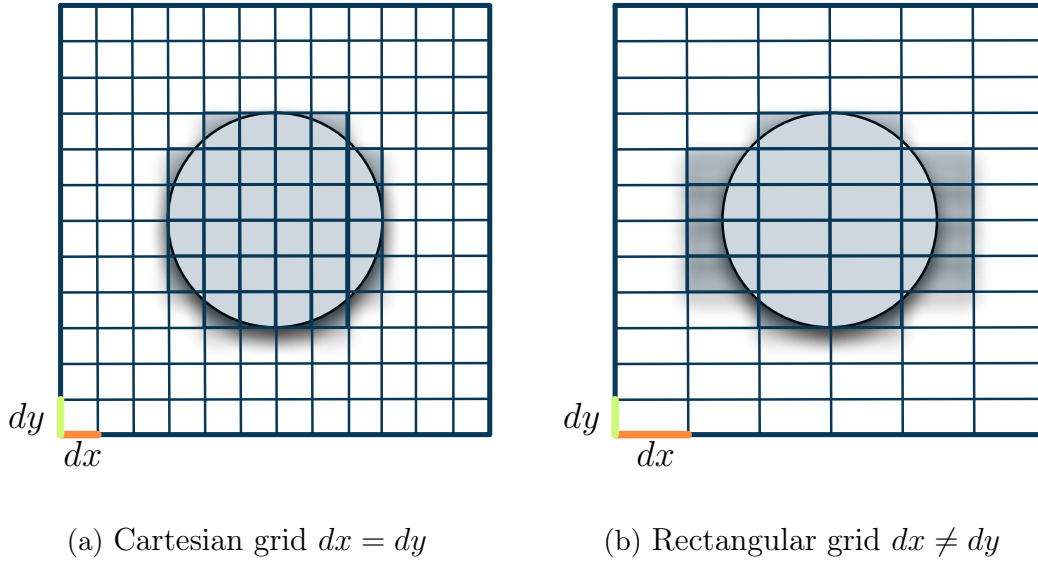 dy
dx
dy
dx
(a) Cartesian grid dx = dy
(b) Rectangular grid dx ≠ dy